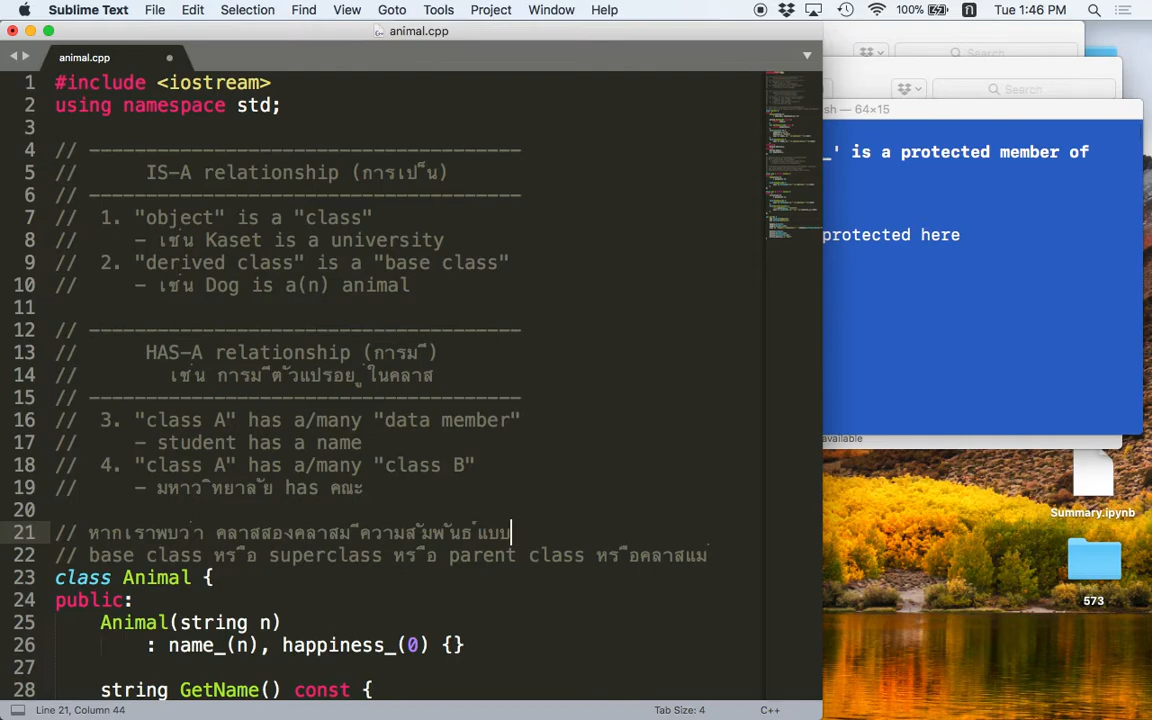 Sublime Text File Edit Selection Find View Goto Tools Project Window Help 100% Tue 1:46 PM
animal.cpp
animal.cpp
1 #include <iostream>
2 using namespace std;
3
4 // --------------------------------------
5 // IS-A relationship (การเป็น)
6 // --------------------------------------
7 // 1. "object" is a "class"
8 // - เช่น Kaset is a university
9 // 2. "derived class" is a "base class"
10 // - เช่น Dog is a(n) animal
11
12 // --------------------------------------
13 // HAS-A relationship (การมี)
14 // เช่น การมีตัวแปรอยู่ในคลาส
15 // --------------------------------------
16 // 3. "class A" has a/many "data member"
17 // - student has a name
18 // 4. "class A" has a/many "class B"
19 // - มหาวิทยาลัย has คณะ
20
21 // หากเราพบว่า คลาสสองคลาสมีความสัมพันธ์แบบ
22 // base class หรือ superclass หรือ parent class หรือคลาสแม่
23 class Animal {
24 public:
25 Animal(string n)
26 : name_(n), happiness_(0) {}
27
28 string GetName() const {
Line 21, Column 44 Tab Size: 4 C++
Search
Search
sh — 64×15
_' is a protected member of
protected here
available
Summary.ipynb
573